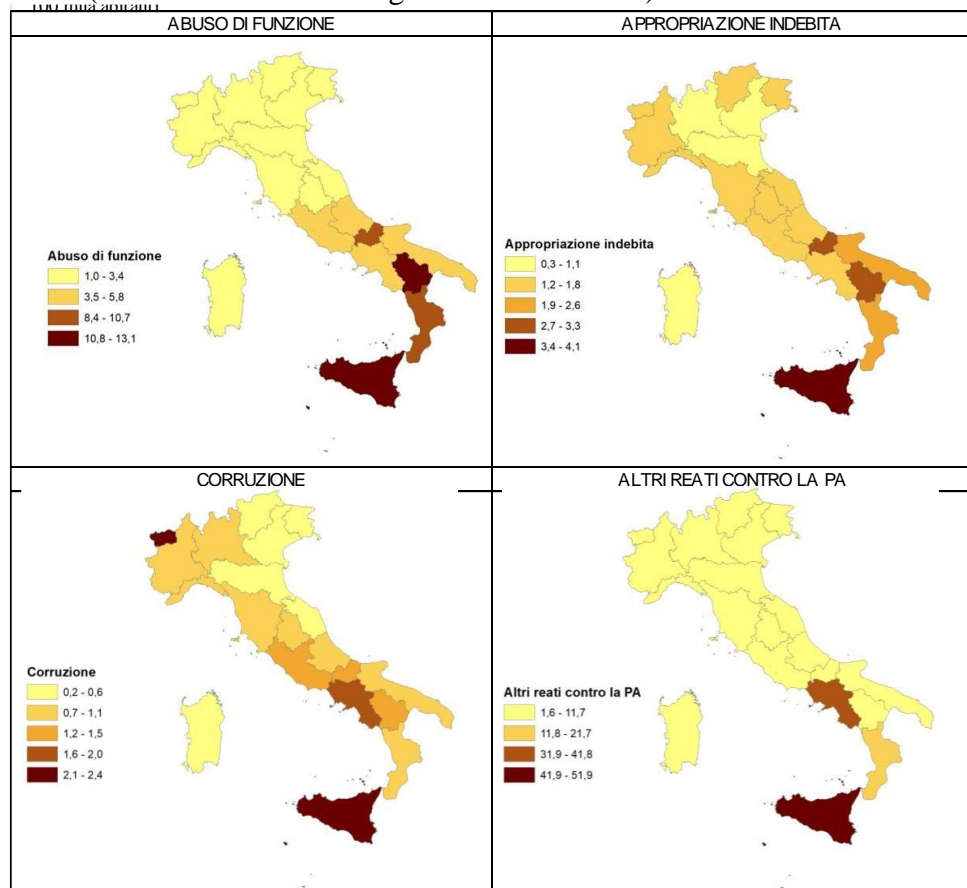 100 mila abitanti
ABUSO DI FUNZIONE
APPROPRIAZIONE INDEBITA
Abuso di funzione
1,0 - 3,4
3,5 - 5,8
8,4 - 10,7
10,8 - 13,1
Appropriazione indebita
0,3 - 1,1
1,2 - 1,8
1,9 - 2,6
2,7 - 3,3
3,4 - 4,1
CORRUZIONE
ALTRI REATI CONTRO LA PA
Corruzione
0,2 - 0,6
0,7 - 1,1
1,2 - 1,5
1,6 - 2,0
2,1 - 2,4
Altri reati contro la PA
1,6 - 11,7
11,8 - 21,7
31,9 - 41,8
41,9 - 51,9